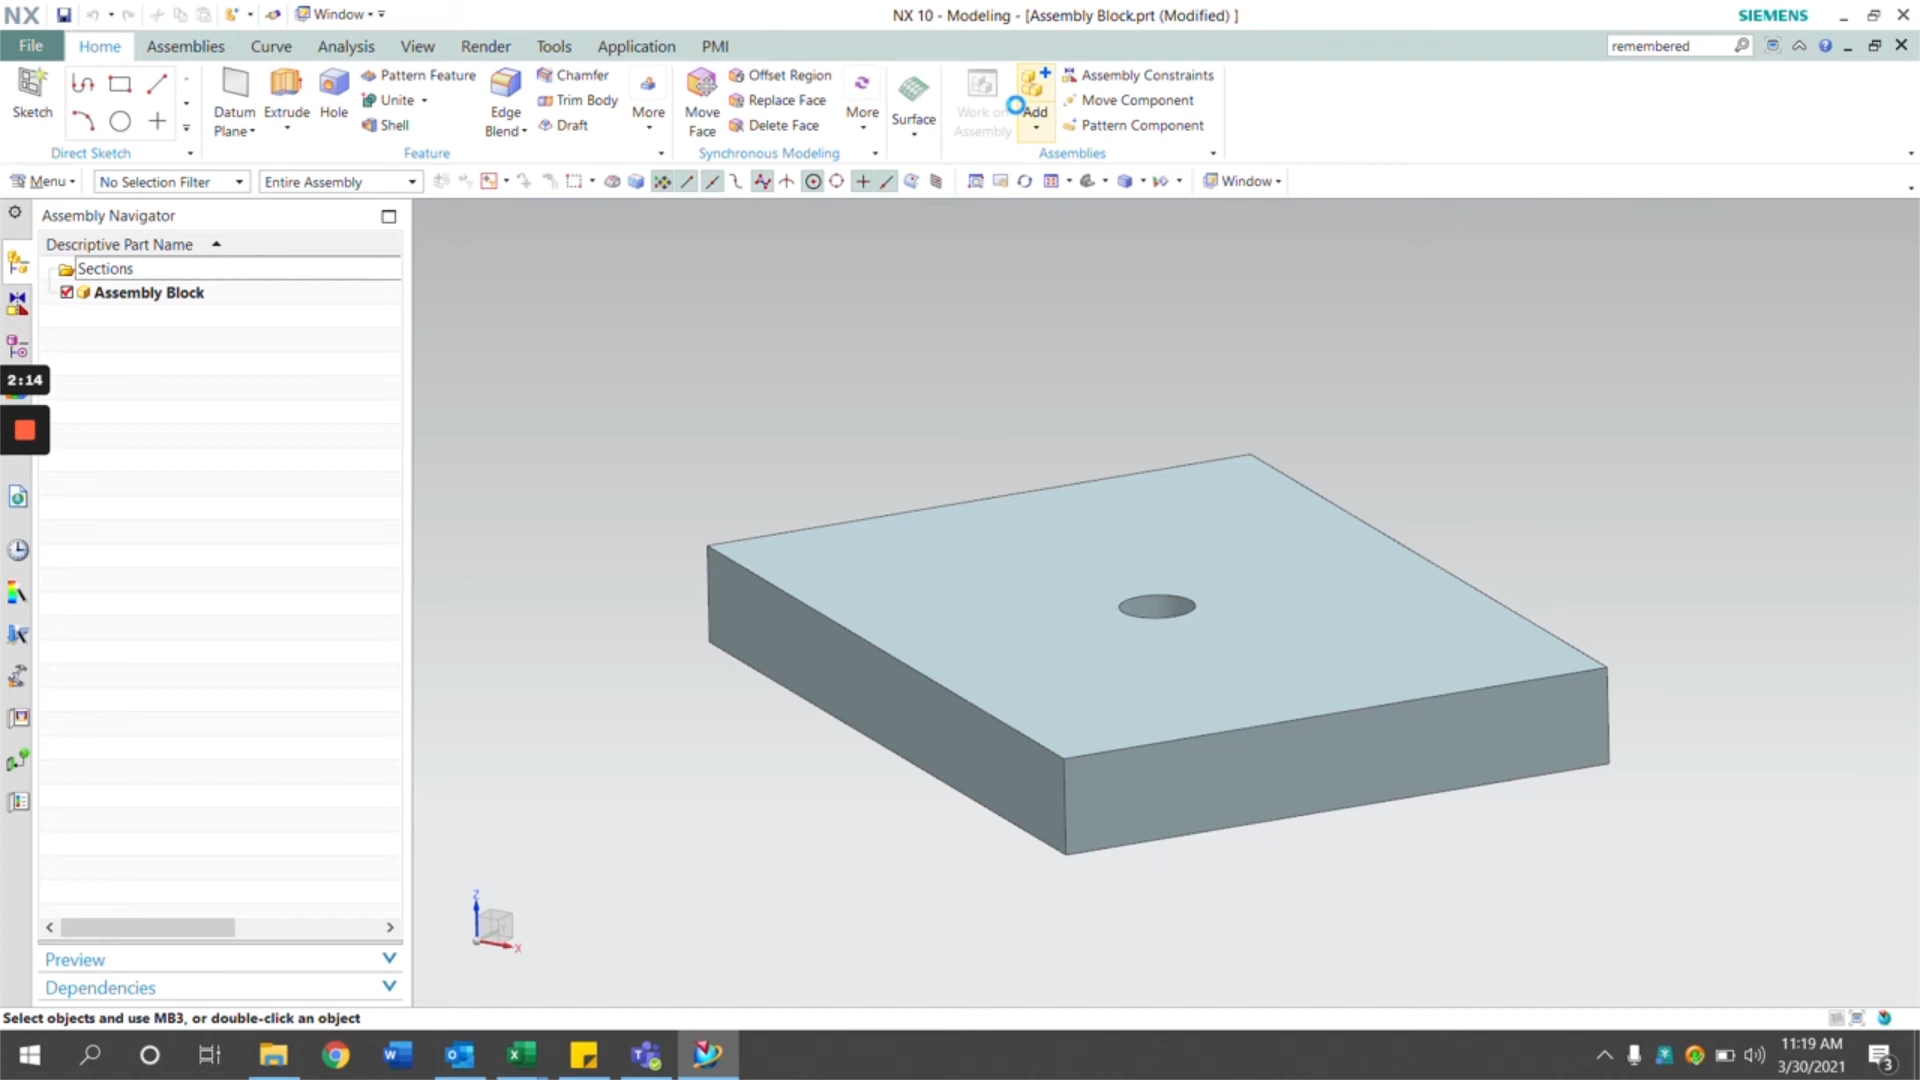 NX Window NX 10 - Modeling - [Assembly Block.prt (Modified) ] SIEMENS
File Home Assemblies Curve Analysis View Render Tools Application PMI remembered
Sketch
Datum Plane
Extrude
Hole
Pattern Feature
Unite
Shell
Edge Blend
Chamfer
Trim Body
Draft
More
Move Face
Offset Region
Replace Face
Delete Face
More
Surface
Work on Assembly
Add
Assembly Constraints
Move Component
Pattern Component
Direct Sketch Feature Synchronous Modeling Assemblies
Menu No Selection Filter Entire Assembly Window
Assembly Navigator
Descriptive Part Name
Sections
Assembly Block
2:14
Z
X
Preview
Dependencies
Select objects and use MB3, or double-click an object
11:19 AM
3/30/2021
3